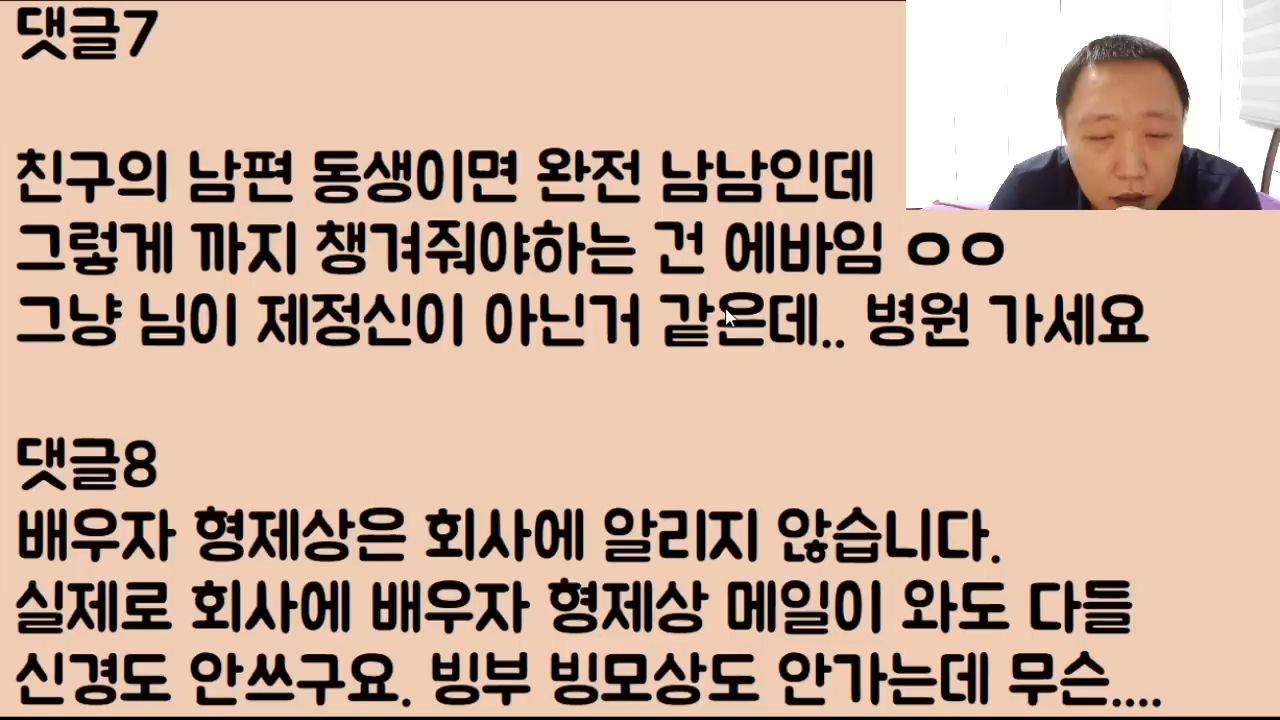 댓글7
친구의 남편 동생이면 완전 남남인데
그렇게 까지 챙겨줘야하는 건 에바임 ㅇㅇ
그냥 님이 제정신이 아닌거 같은데.. 병원 가세요
댓글8
배우자 형제상은 회사에 알리지 않습니다.
실제로 회사에 배우자 형제상 메일이 와도 다들
신경도 안쓰구요. 빙부 빙모상도 안가는데 무슨....